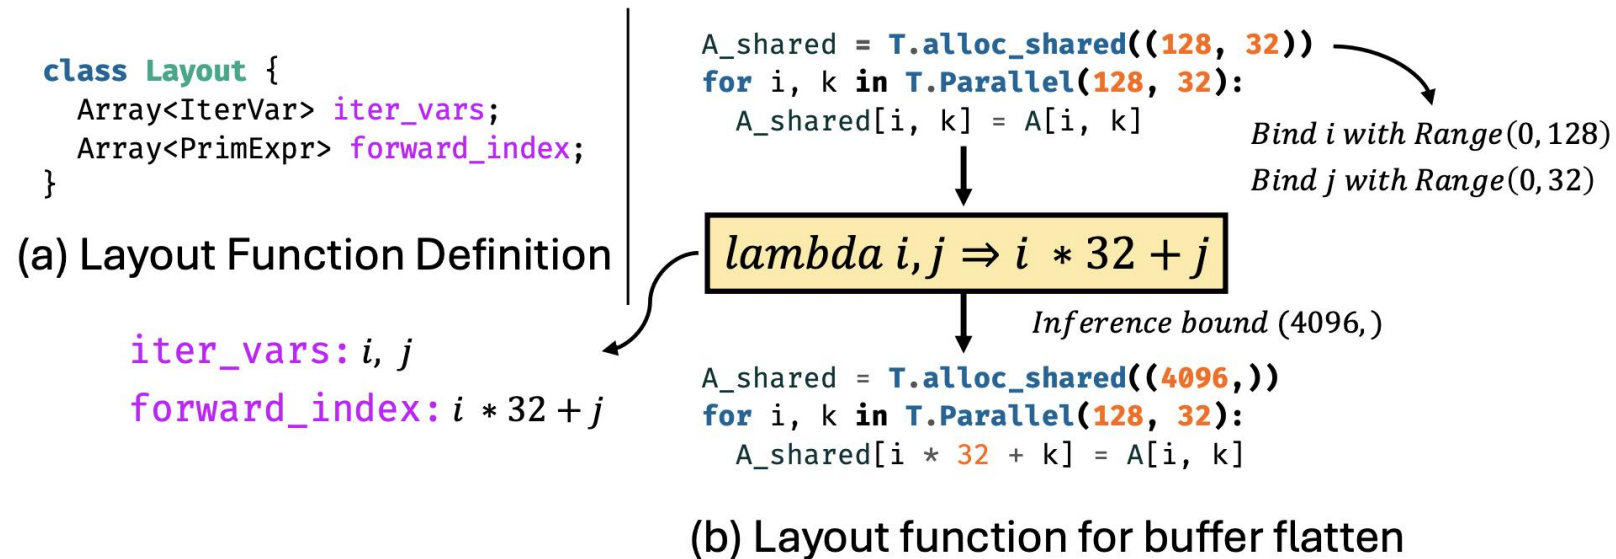 class Layout {
  Array<IterVar> iter_vars;
  Array<PrimExpr> forward_index;
}
(a) Layout Function Definition
iter_vars: i, j
forward_index: i * 32 + j
A_shared = T.alloc_shared((128, 32))
for i, k in T.Parallel(128, 32):
  A_shared[i, k] = A[i, k]
Bind i with Range(0, 128)
Bind j with Range(0, 32)
lambda i, j ⇒ i * 32 + j
Inference bound (4096,)
A_shared = T.alloc_shared((4096,))
for i, k in T.Parallel(128, 32):
  A_shared[i * 32 + k] = A[i, k]
(b) Layout function for buffer flatten